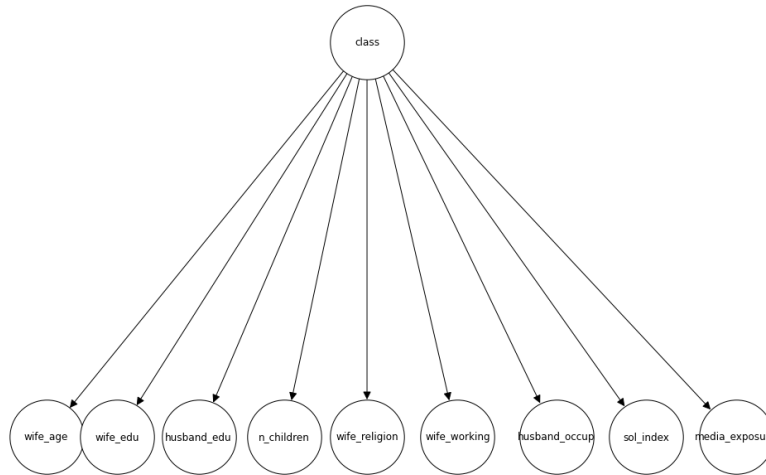 class
wife_age
wife_edu
husband_edu
n_children
wife_religion
wife_working
husband_occup
sol_index
media_exposu